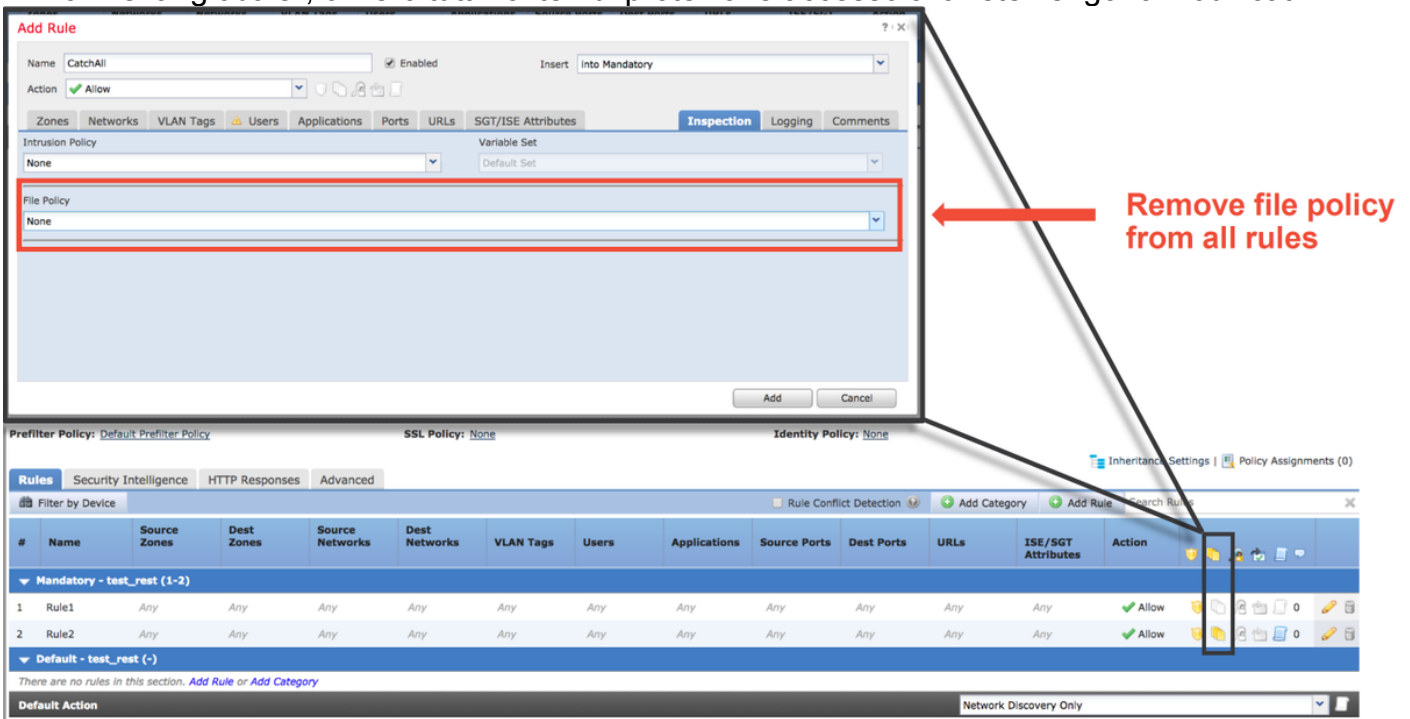 Add Rule
Name CatchAll Enabled Insert into Mandatory
Action Allow
Zones Networks VLAN Tags Users Applications Ports URLs SGT/ISE Attributes Inspection Logging Comments
Intrusion Policy Variable Set
None Default Set
File Policy
None
Remove file policy
from all rules
Add Cancel
Prefilter Policy: Default Prefilter Policy SSL Policy: None Identity Policy: None
Inheritance Settings | Policy Assignments (0)
Rules Security Intelligence HTTP Responses Advanced
Filter by Device Rule Conflict Detection Add Category Add Rule Search Rules
# Name Source Zones Dest Zones Source Networks Dest Networks VLAN Tags Users Applications Source Ports Dest Ports URLs ISE/SGT Attributes Action
Mandatory - test_rest (1-2)
1 Rule1 Any Any Any Any Any Any Any Any Any Any Any Allow 0
2 Rule2 Any Any Any Any Any Any Any Any Any Any Any Allow 0
Default - test_rest (-)
There are no rules in this section. Add Rule or Add Category
Default Action Network Discovery Only